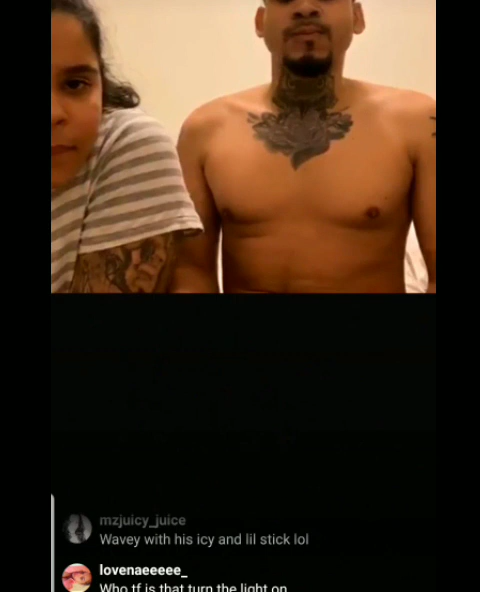 mzjuicy_juice
Wavey with his icy and lil stick lol
lovenaeeeee_
Who tf is that turn the light on